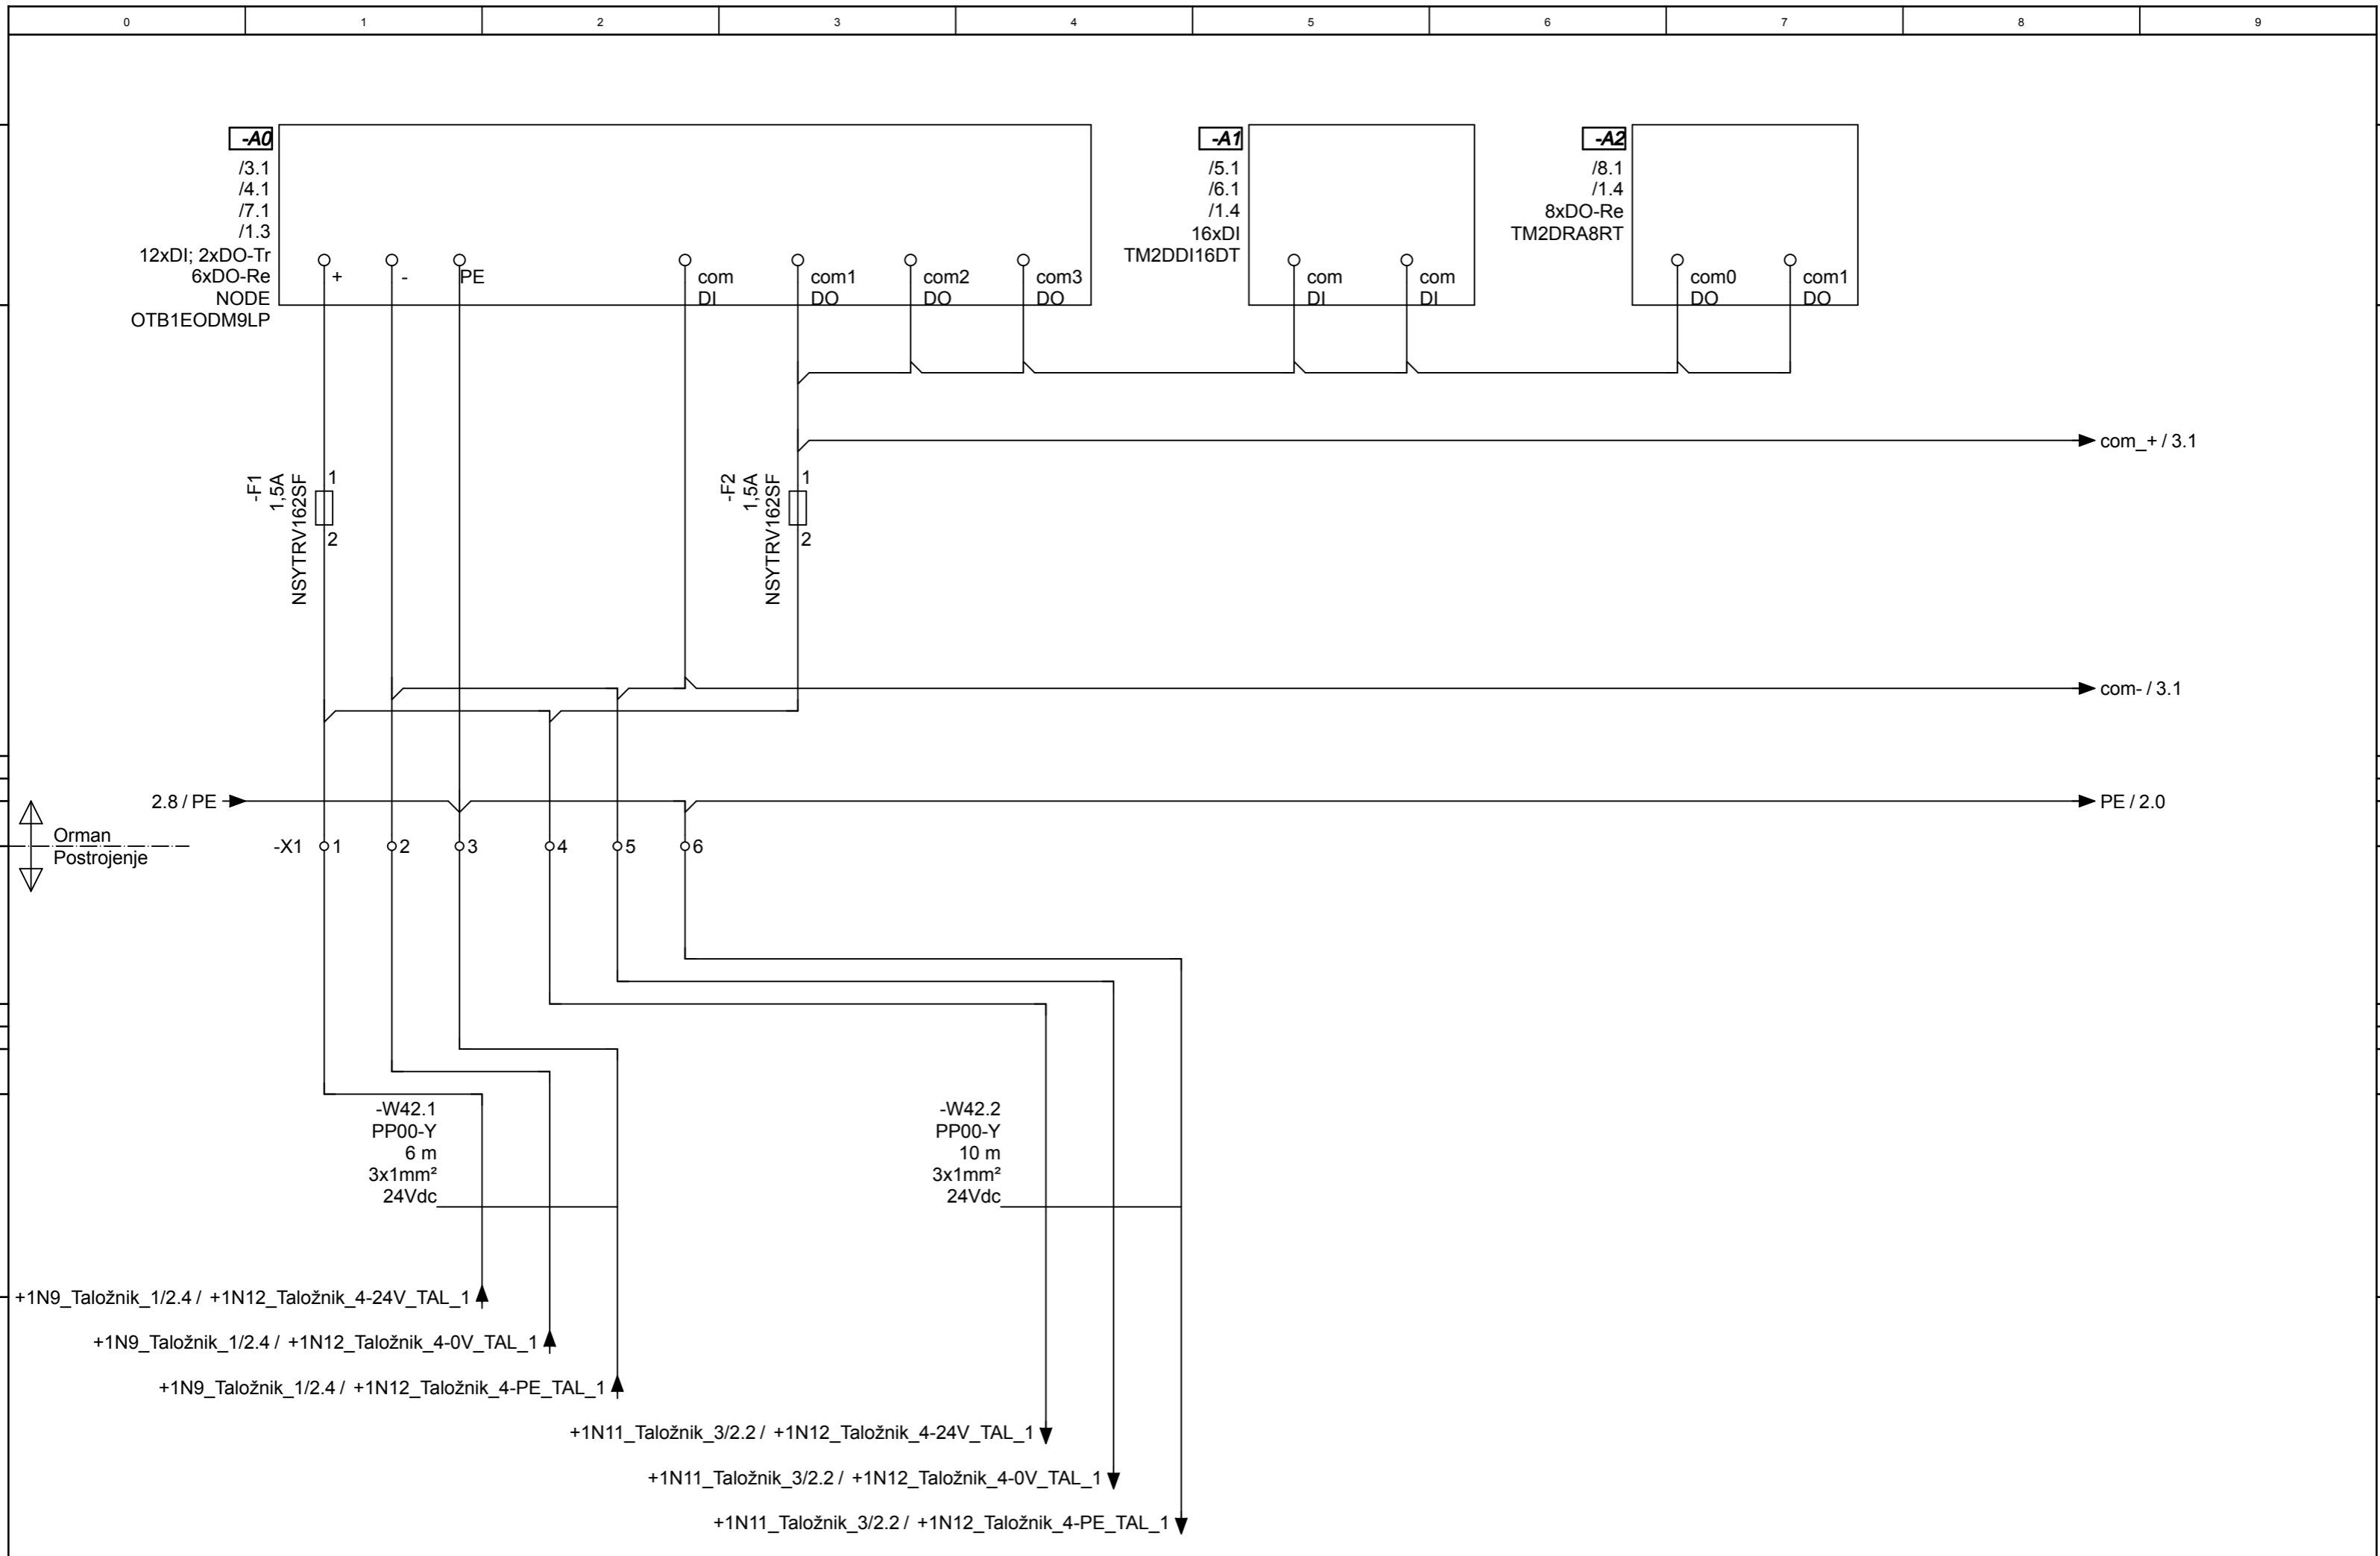 0 1 2 3 4 5 6 7 8 9
-A0
/3.1
/4.1
/7.1
/1.3
12xDI; 2xDO-Tr
6xDO-Re
NODE
OTB1EODM9LP
+ - PE
com
DI
com1
DO
com2
DO
com3
DO
-A1
/5.1
/6.1
/1.4
16xDI
TM2DDI16DT
com
DI
com
DI
-A2
/8.1
/1.4
8xDO-Re
TM2DRA8RT
com0
DO
com1
DO
com_+ / 3.1
-F1
1,5A
NSYTRV162SF
1
2
-F2
1,5A
NSYTRV162SF
1
2
com- / 3.1
2.8 / PE
PE / 2.0
Orman
Postrojenje
-X1 1 2 3 4 5 6
-W42.1
PP00-Y
6 m
3x1mm²
24Vdc
-W42.2
PP00-Y
10 m
3x1mm²
24Vdc
+1N9_Taložnik_1/2.4 / +1N12_Taložnik_4-24V_TAL_1
+1N9_Taložnik_1/2.4 / +1N12_Taložnik_4-0V_TAL_1
+1N9_Taložnik_1/2.4 / +1N12_Taložnik_4-PE_TAL_1
+1N11_Taložnik_3/2.2 / +1N12_Taložnik_4-24V_TAL_1
+1N11_Taložnik_3/2.2 / +1N12_Taložnik_4-0V_TAL_1
+1N11_Taložnik_3/2.2 / +1N12_Taložnik_4-PE_TAL_1